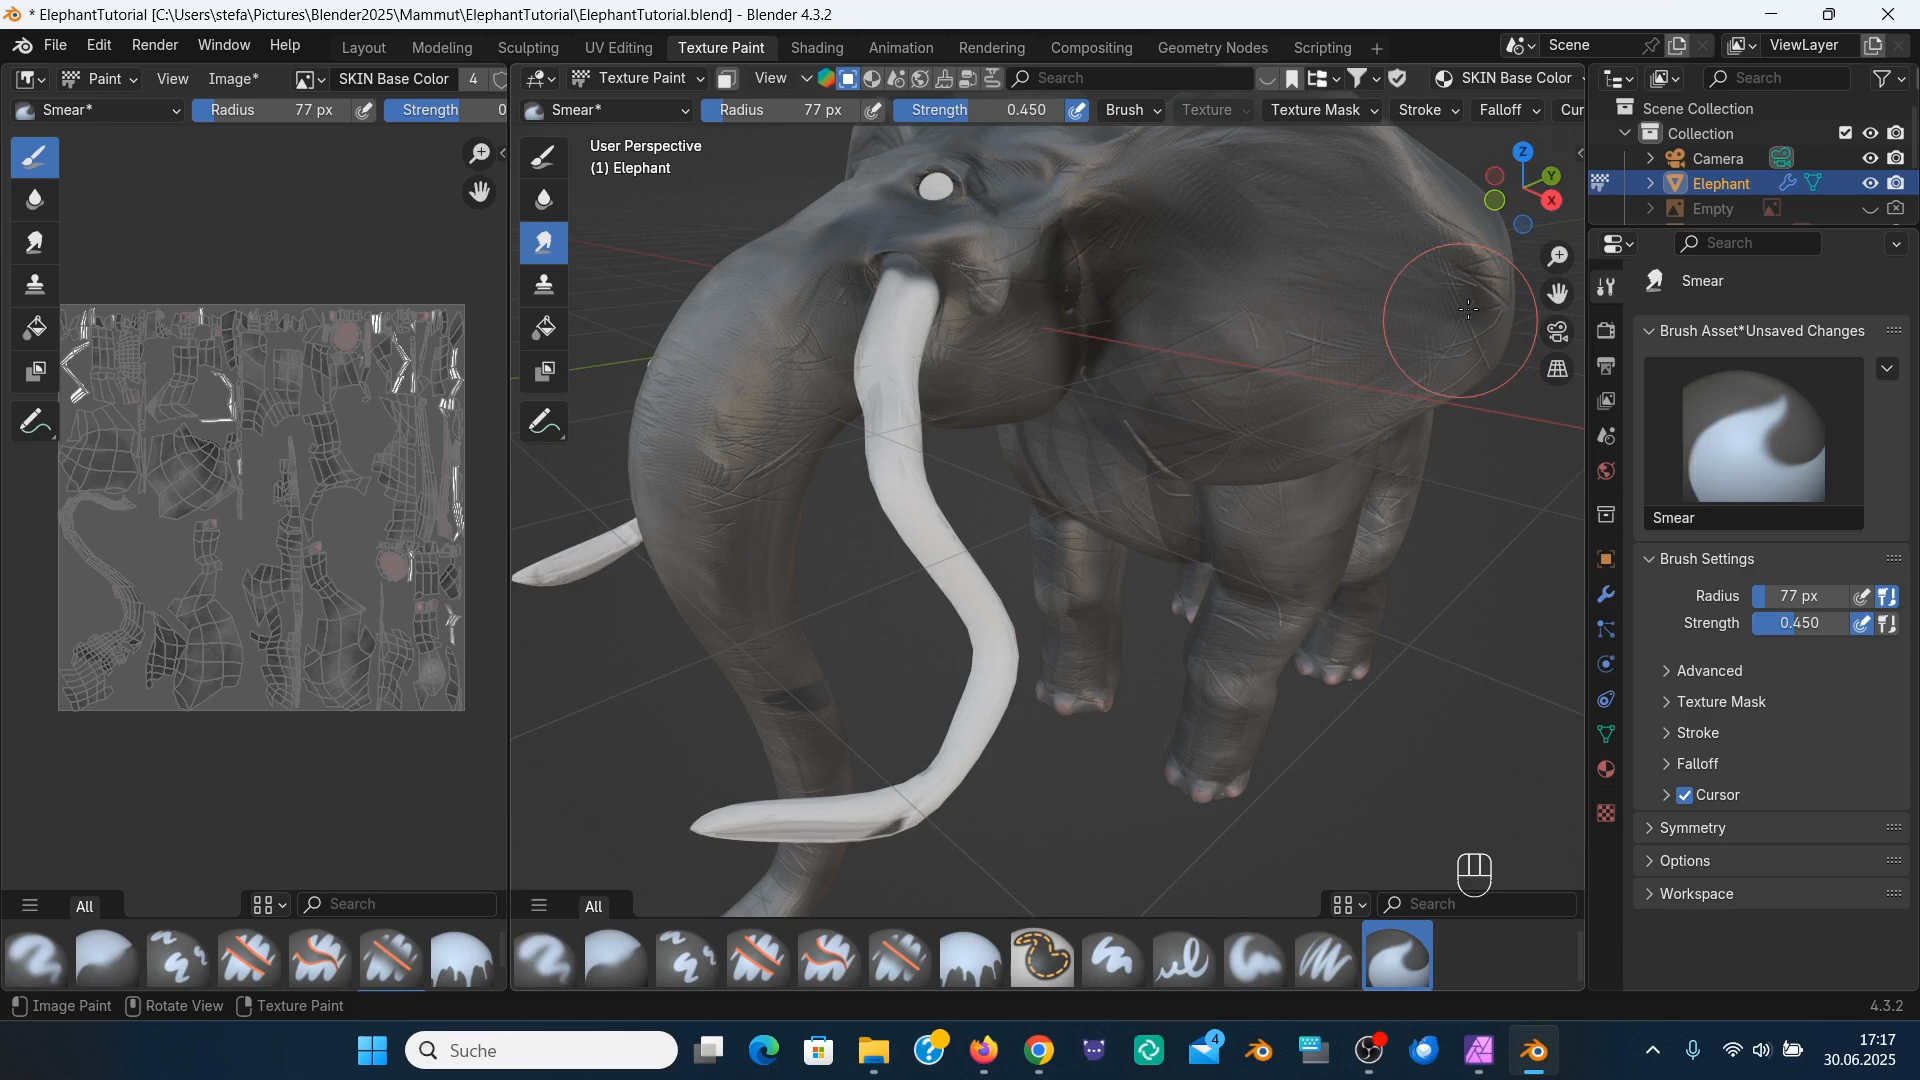 * ElephantTutorial [C:\Users\stefa\Pictures\Blender2025\Mammut\ElephantTutorial\ElephantTutorial.blend] - Blender 4.3.2
File Edit Render Window Help Layout Modeling Sculpting UV Editing Texture Paint Shading Animation Rendering Compositing Geometry Nodes Scripting + Scene ViewLayer
Paint View Image* SKIN Base Color 4
Texture Paint View Search SKIN Base Color
Search
Smear* Radius 77 px Strength 0
Smear* Radius 77 px Strength 0.450 Brush Texture Texture Mask Stroke Falloff Cur
Scene Collection
Collection
Camera
Elephant
Empty
User Perspective
(1) Elephant
Z
Y
X
Search
Smear
Brush Asset*Unsaved Changes
Smear
Brush Settings
Radius 77 px
Strength 0.450
Advanced
Texture Mask
Stroke
Falloff
Cursor
Symmetry
Options
Workspace
All Search
All Search
Image Paint Rotate View Texture Paint 4.3.2
Suche
4
17:17
30.06.2025